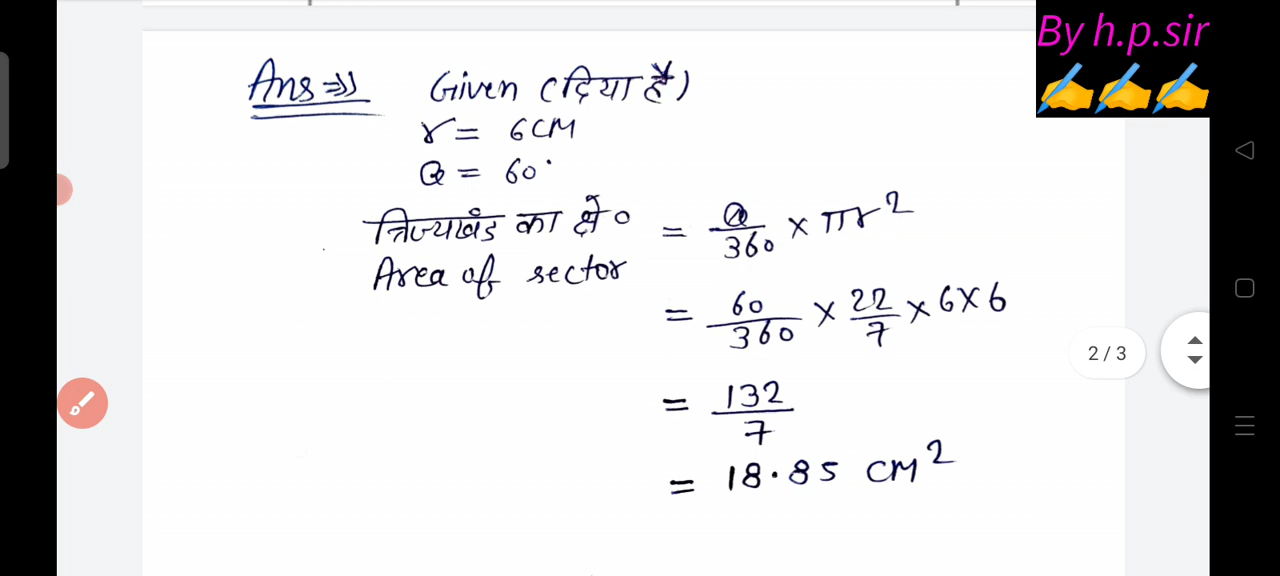 By h.p.sir
✍️✍️✍️
Ans ⇒)) Given (दिया है)
r = 6CM
θ = 60°
त्रिज्यखंड का क्षे० = θ/360 × πr²
Area of sector
= 60/360 × 22/7 × 6×6
= 132/7
= 18.85 CM²
2 / 3